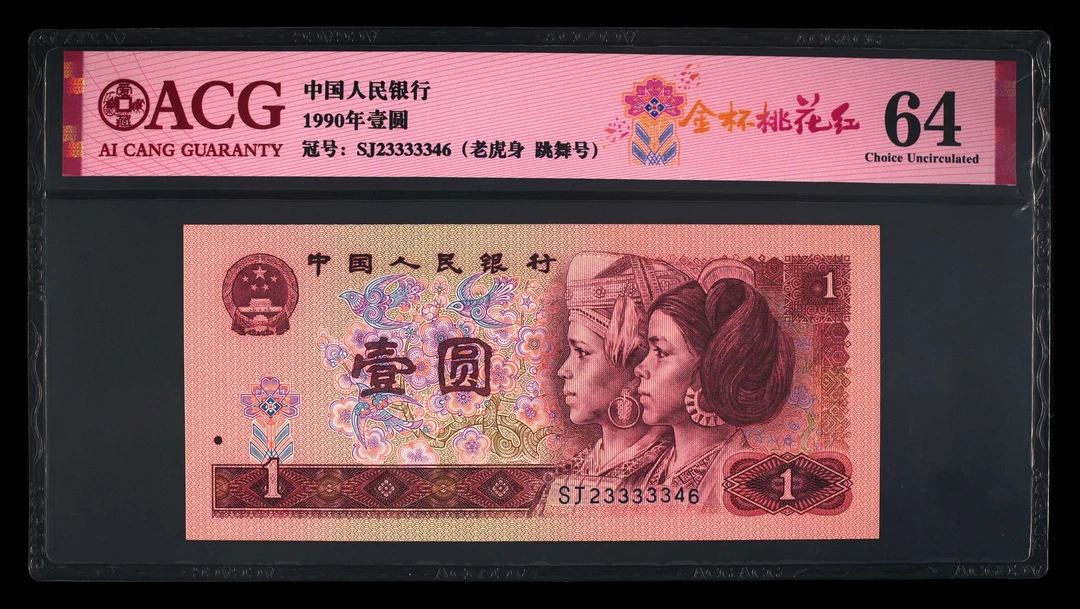 ACG
AI CANG GUARANTY
中国人民银行
1990年壹圆
冠号：SJ23333346（老虎身 跳舞号）
金杯桃花红
64
Choice Uncirculated
中国人民银行
1
壹圆
1
SJ23333346
1